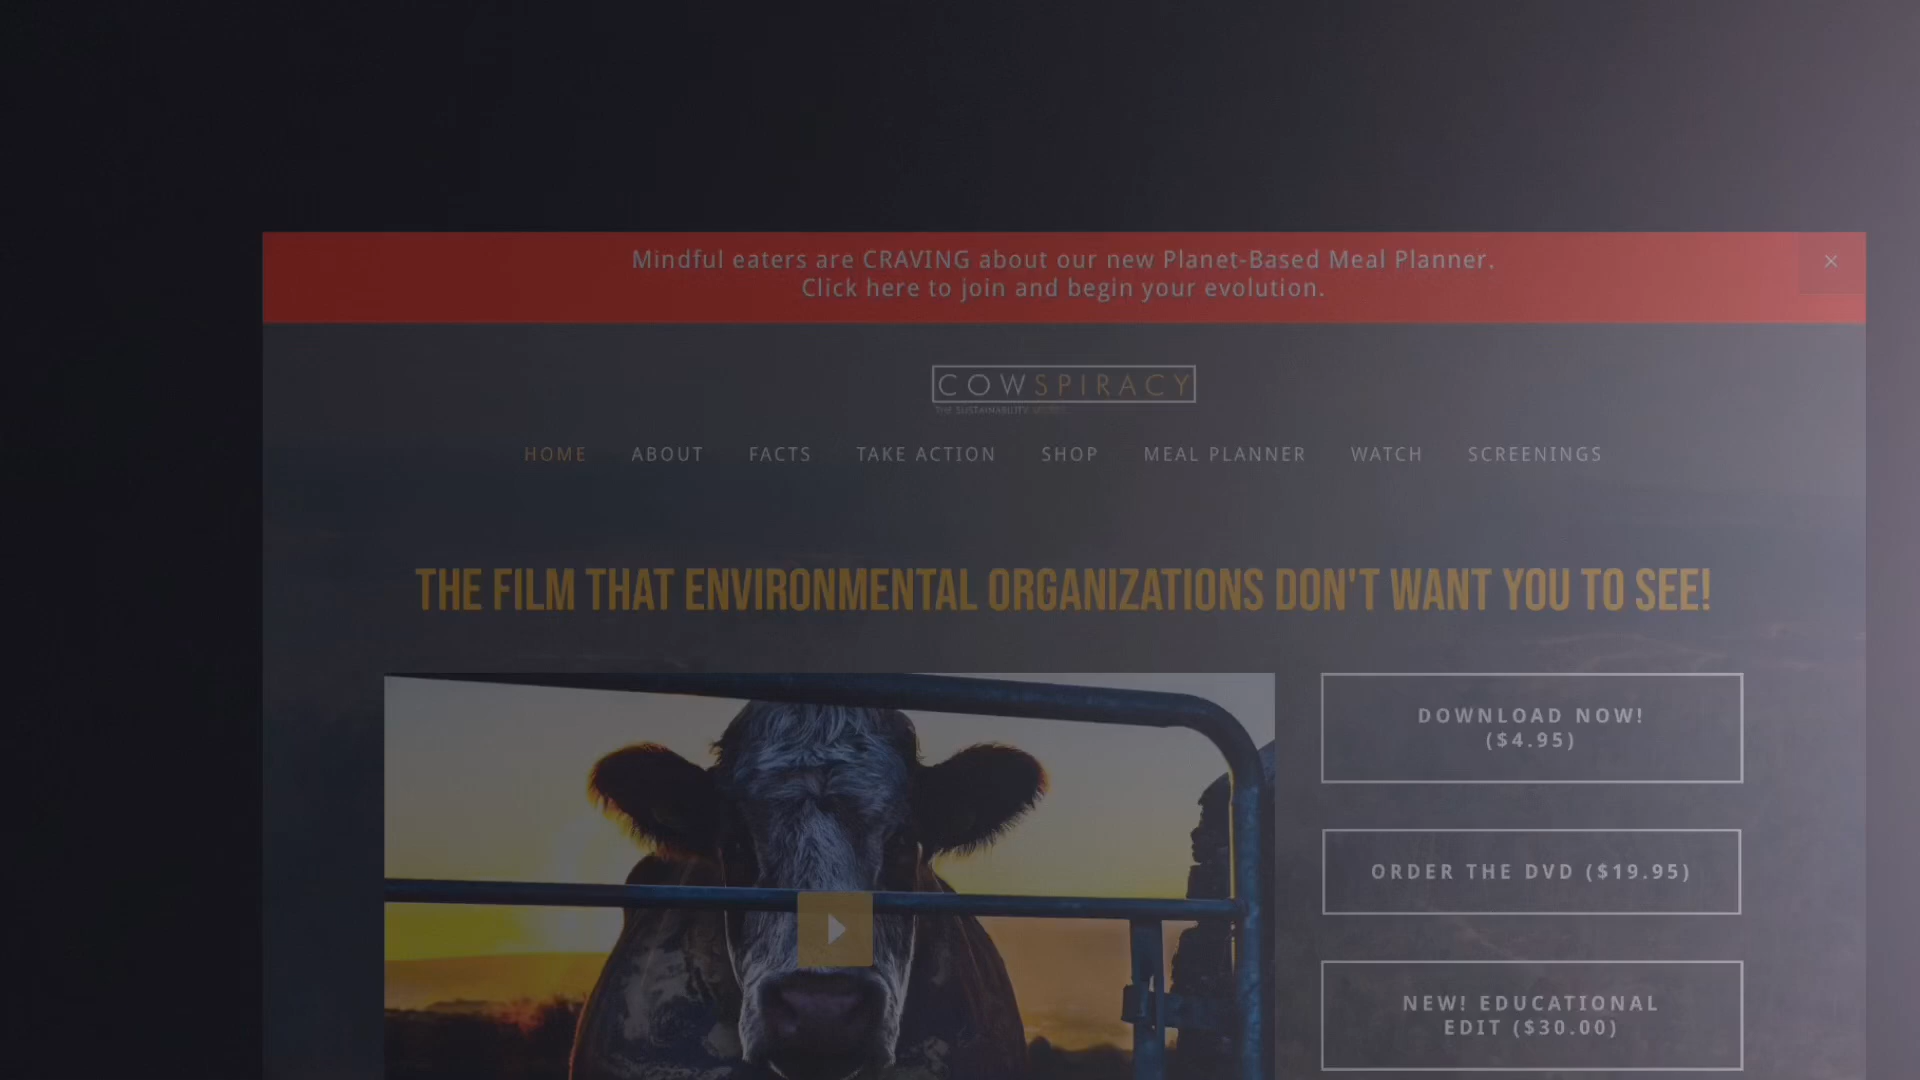 Mindful eaters are CRAVING about our new Planet-Based Meal Planner.
Click here to join and begin your evolution.
COWSPIRACY
THE SUSTAINABILITY
HOME ABOUT FACTS TAKE ACTION SHOP MEAL PLANNER WATCH SCREENINGS
THE FILM THAT ENVIRONMENTAL ORGANIZATIONS DON'T WANT YOU TO SEE!
DOWNLOAD NOW!
($4.95)
ORDER THE DVD ($19.95)
NEW! EDUCATIONAL
EDIT ($30.00)